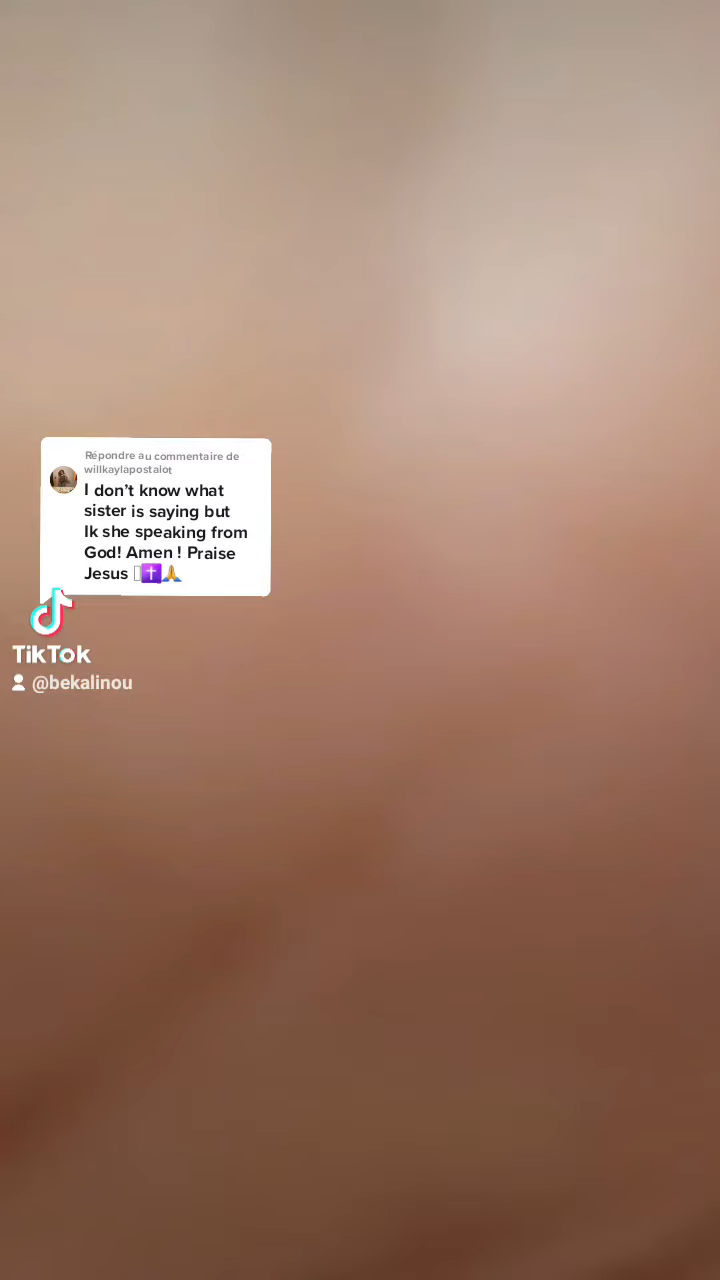 Répondre au commentaire de
willkaylapostalot
I don't know what
sister is saying but
Ik she speaking from
God! Amen ! Praise
Jesus ✝️🙏
TikTok
@bekalinou